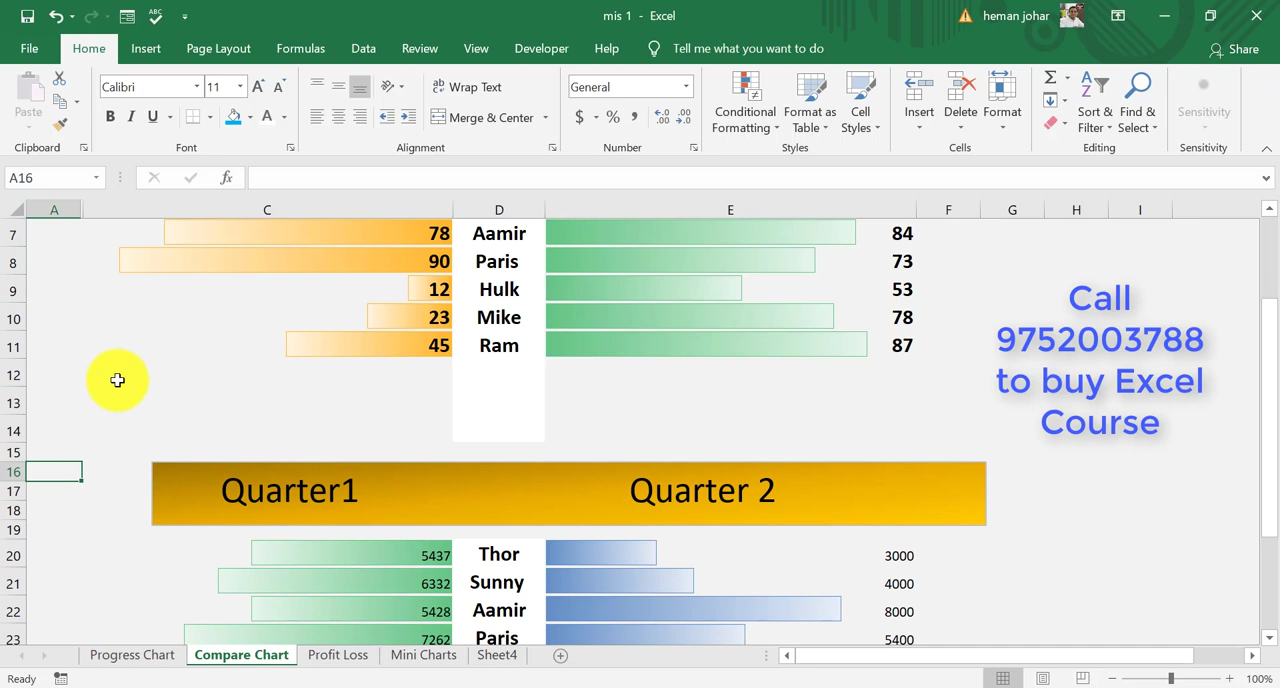 mis 1 - Excel
heman johar
File Home Insert Page Layout Formulas Data Review View Developer Help Tell me what you want to do Share
Paste
Calibri 11
Wrap Text
General
B I U
Merge & Center
$ % ,
Conditional Formatting
Format as Table
Cell Styles
Insert Delete Format
Sort & Filter
Find & Select
Sensitivity
Clipboard Font Alignment Number Styles Cells Editing Sensitivity
A16 fx
A C D E F G H I
7 78 Aamir 84
8 90 Paris 73
9 12 Hulk 53
10 23 Mike 78
11 45 Ram 87
12
13
14
15
16
17
18
19
Call
9752003788
to buy Excel
Course
Quarter1 Quarter 2
20 5437 Thor 3000
21 6332 Sunny 4000
22 5428 Aamir 8000
23 7262 Paris 5400
Progress Chart Compare Chart Profit Loss Mini Charts Sheet4
Ready 100%